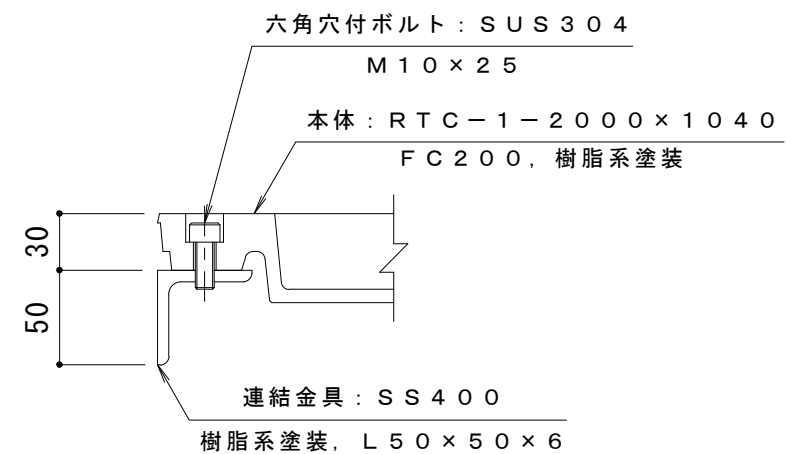 六角穴付ボルト：ＳＵＳ３０４
Ｍ１０×２５
本体：ＲＴＣ－１－２０００×１０４０
ＦＣ２００，樹脂系塗装
30
50
連結金具：ＳＳ４００
樹脂系塗装，Ｌ５０×５０×６